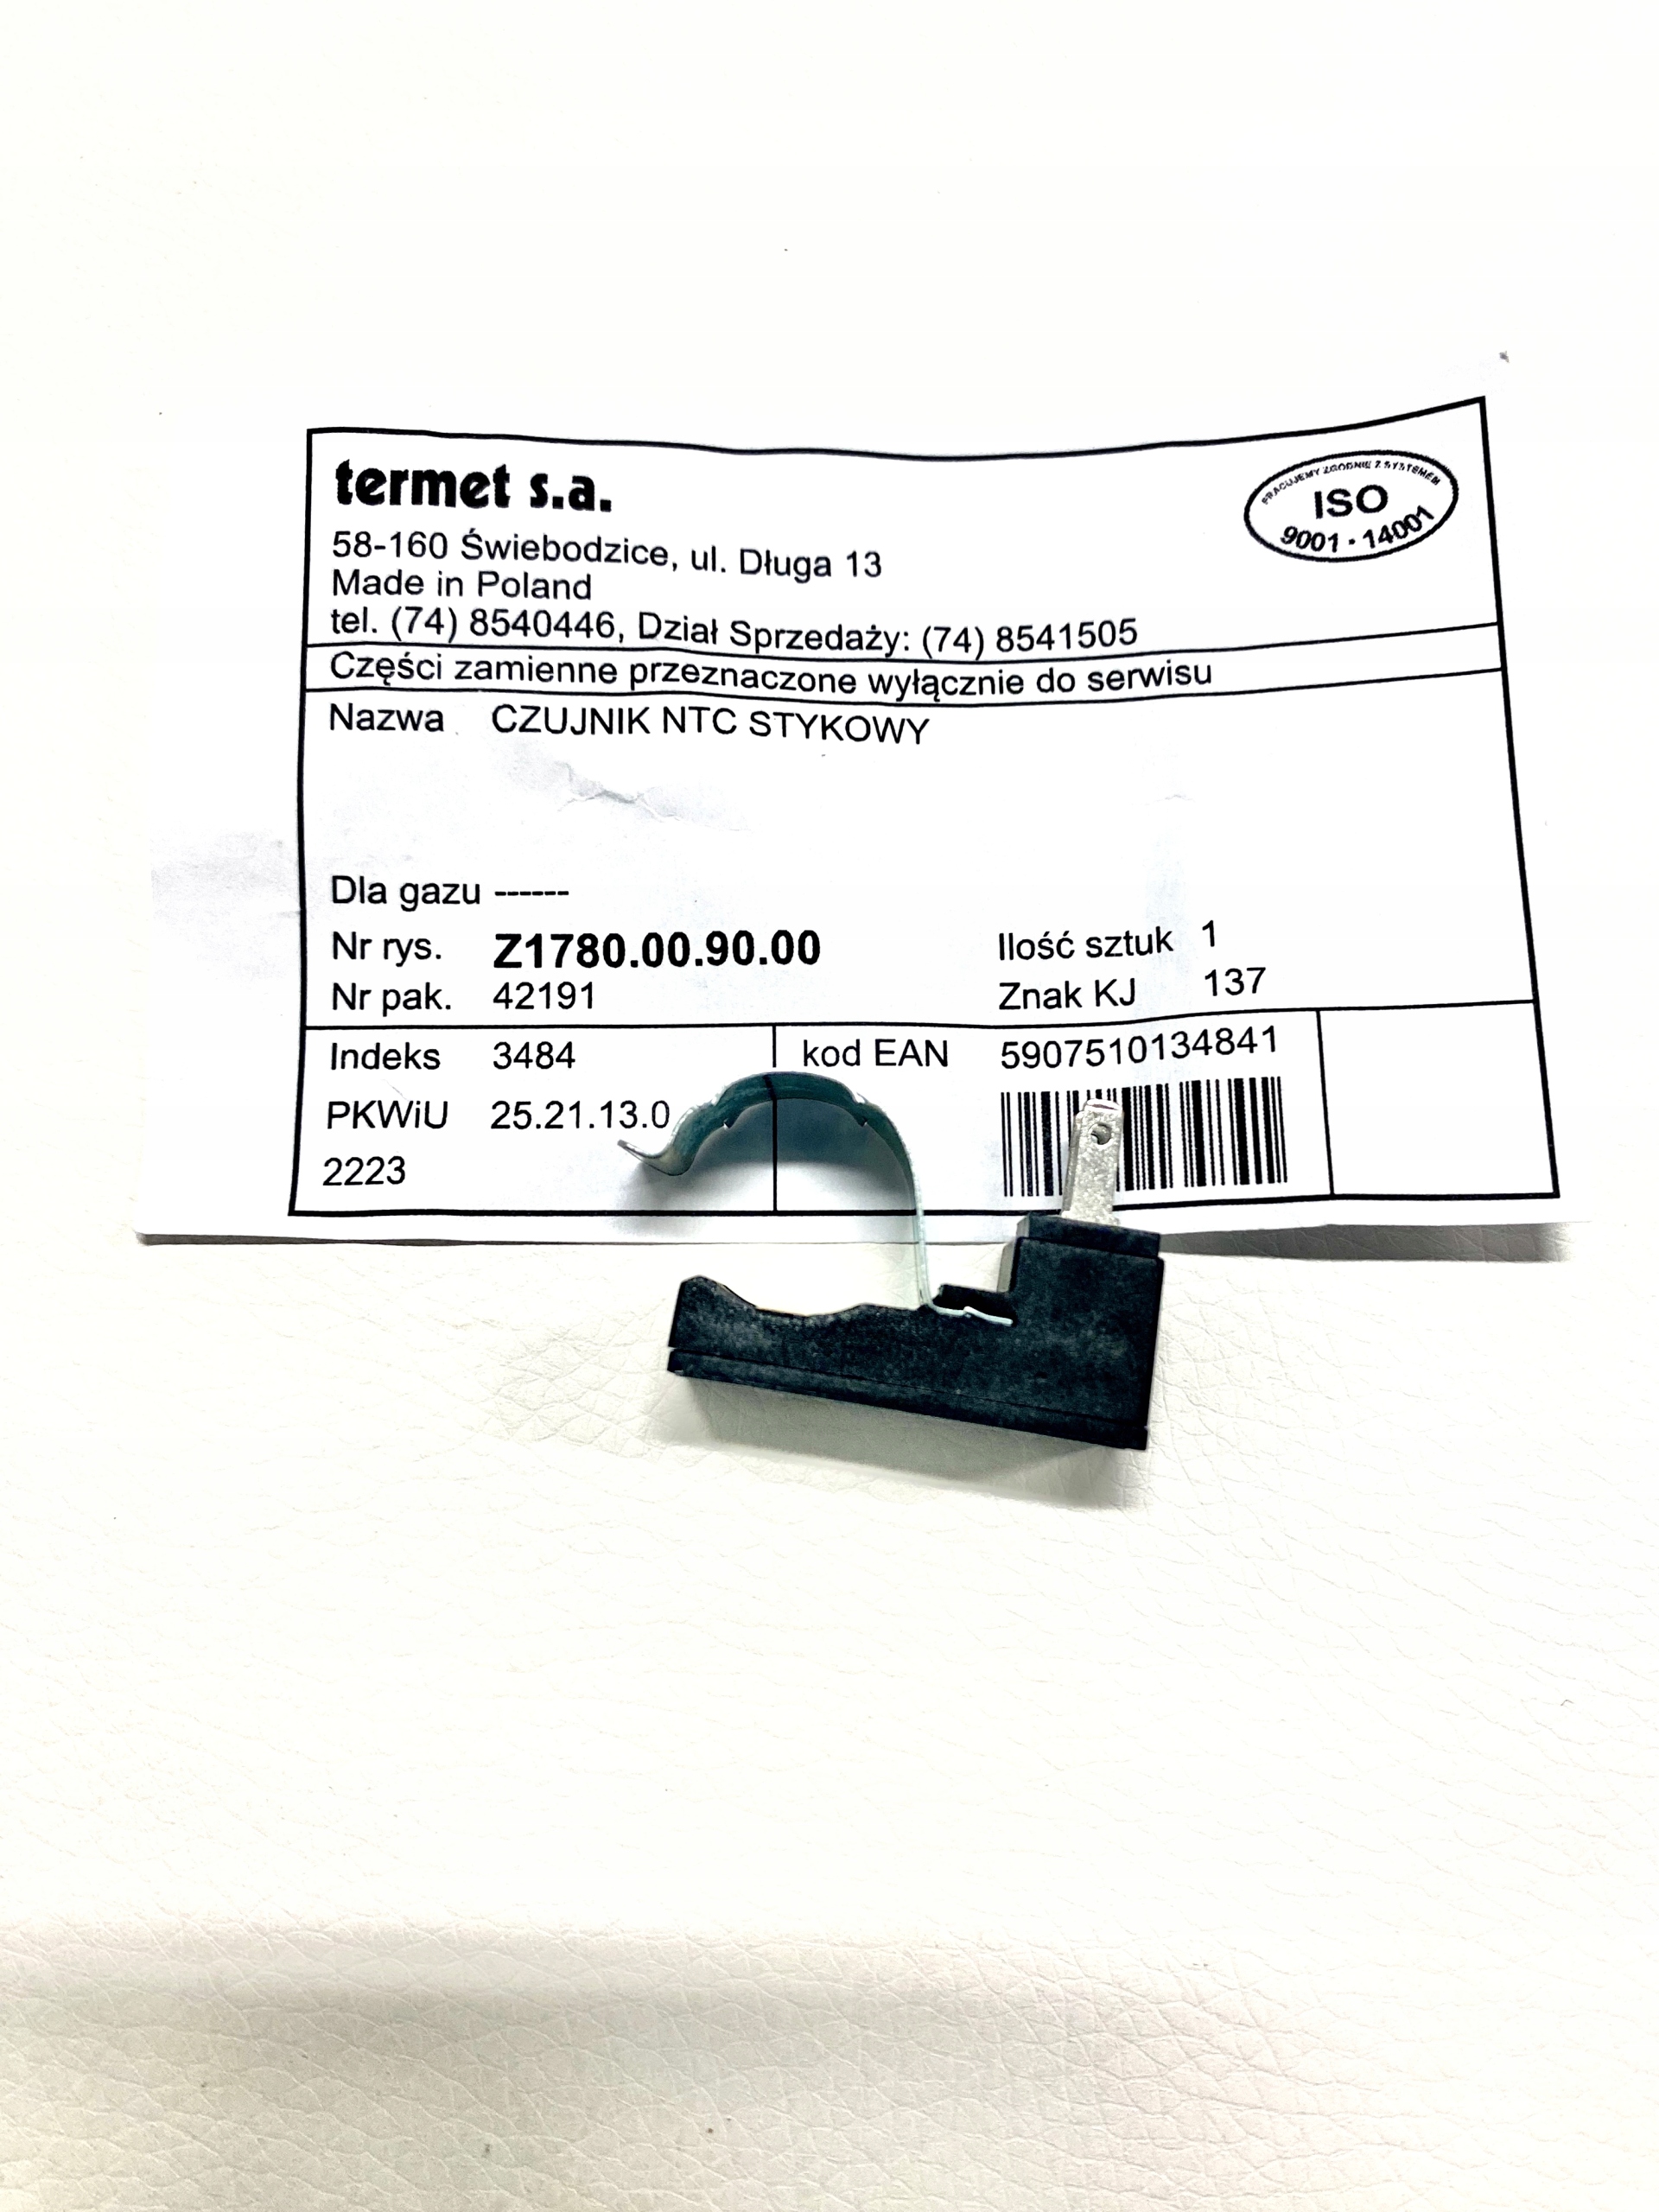 termet s.a.
58-160 Świebodzice, ul. Długa 13
Made in Poland
tel. (74) 8540446, Dział Sprzedaży: (74) 8541505
PRACUJEMY ZGODNIE Z SYSTEMEM
ISO
9001 · 14001
Części zamienne przeznaczone wyłącznie do serwisu
Nazwa CZUJNIK NTC STYKOWY
Dla gazu ------
Nr rys. Z1780.00.90.00 Ilość sztuk 1
Nr pak. 42191 Znak KJ 137
Indeks 3484 kod EAN 5907510134841
PKWiU 25.21.13.0
2223